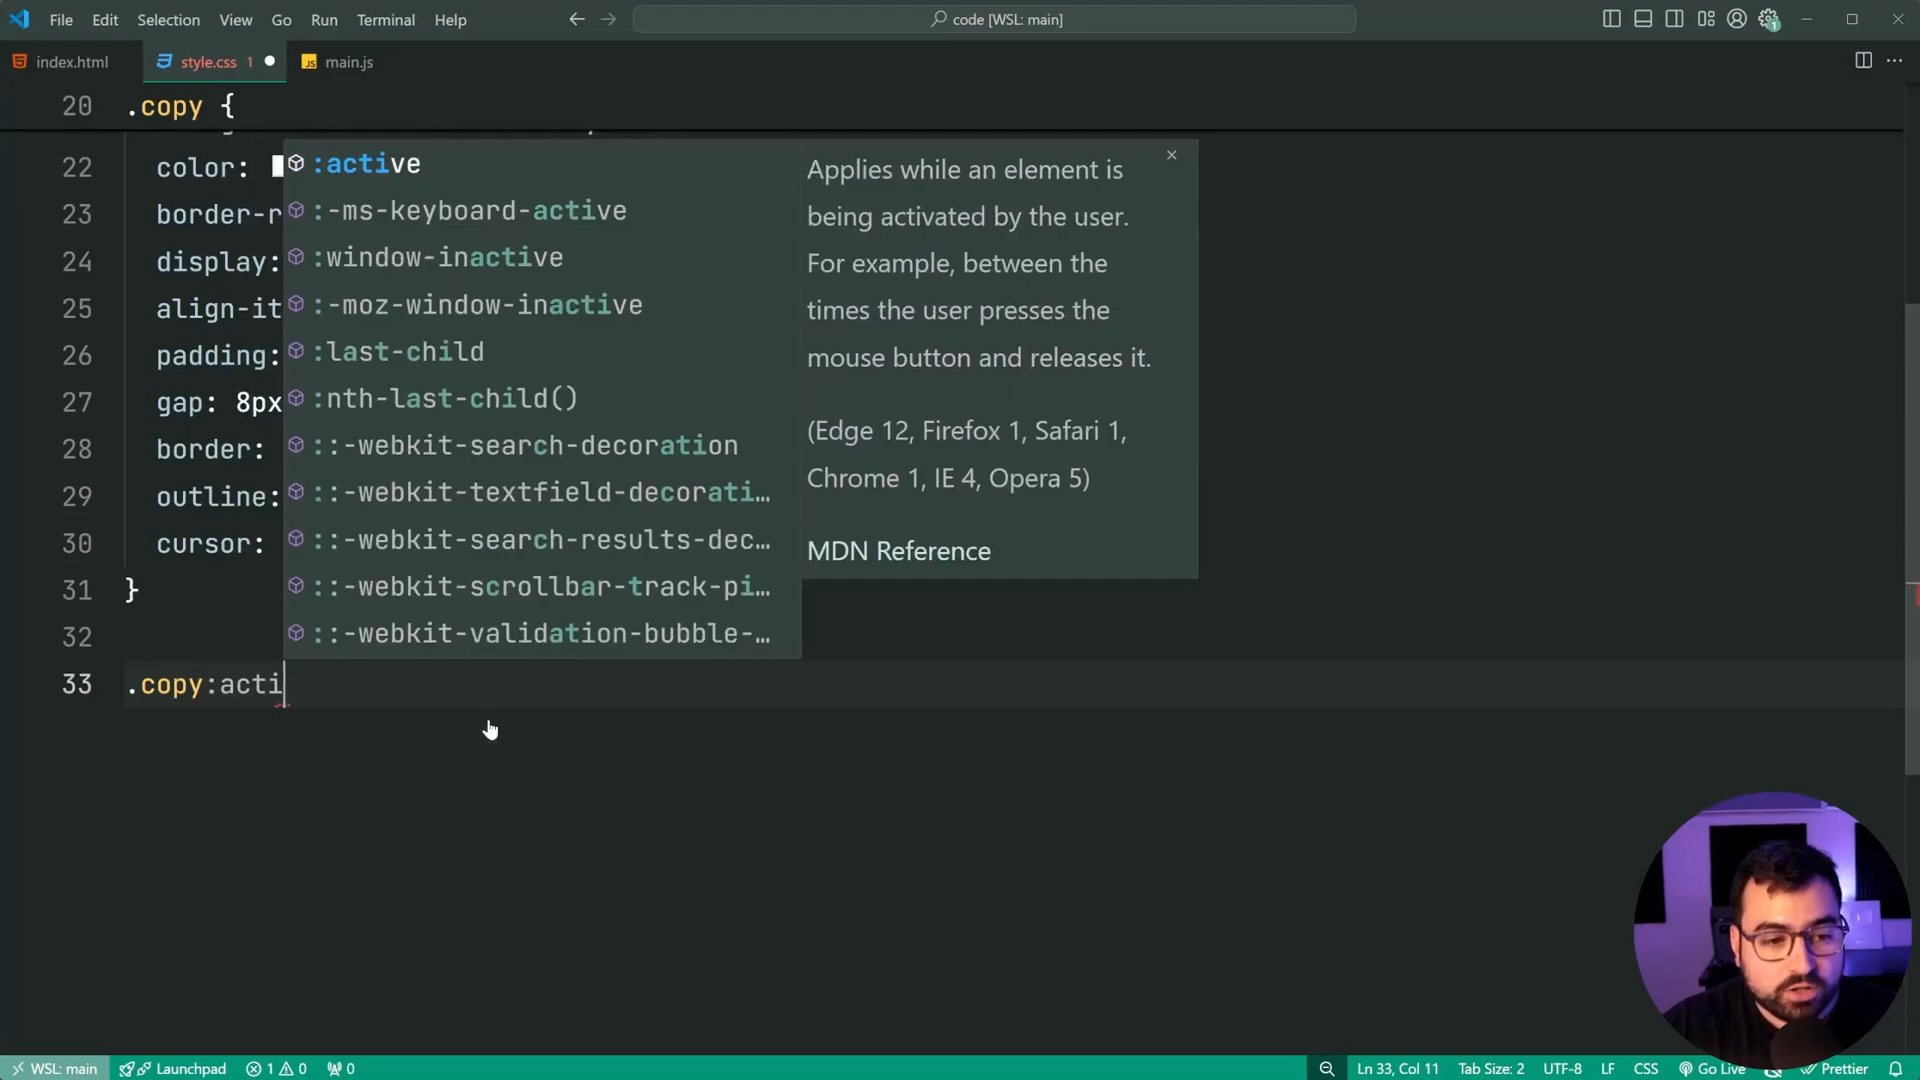 File Edit Selection View Go Run Terminal Help
code [WSL: main]
index.html
style.css 1
JS main.js
20 .copy {
22 color:
23 border-r
24 display:
25 align-it
26 padding:
27 gap: 8px
28 border:
29 outline:
30 cursor:
31 }
32
33 .copy:acti
:active
:-ms-keyboard-active
:window-inactive
:-moz-window-inactive
:last-child
:nth-last-child()
::-webkit-search-decoration
::-webkit-textfield-decorati…
::-webkit-search-results-dec…
::-webkit-scrollbar-track-pi…
::-webkit-validation-bubble-…
Applies while an element is
being activated by the user.
For example, between the
times the user presses the
mouse button and releases it.
(Edge 12, Firefox 1, Safari 1,
Chrome 1, IE 4, Opera 5)
MDN Reference
WSL: main Launchpad 1 0 0 Ln 33, Col 11 Tab Size: 2 UTF-8 LF CSS Go Live Prettier